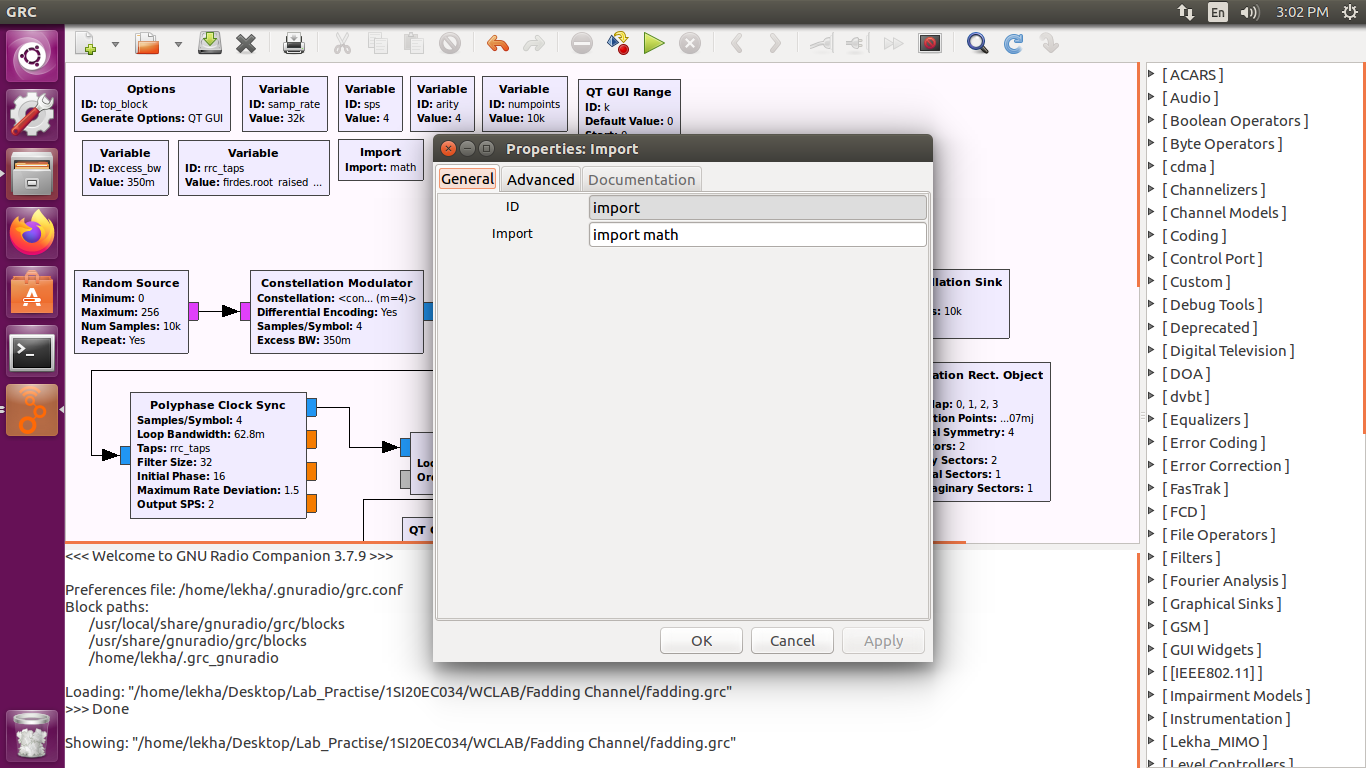 GRC
En
3:02 PM
Options
ID: top_block
Generate Options: QT GUI
Variable
ID: samp_rate
Value: 32k
Variable
ID: sps
Value: 4
Variable
ID: arity
Value: 4
Variable
ID: numpoints
Value: 10k
QT GUI Range
ID: k
Default Value: 0
Start: 0
Variable
ID: excess_bw
Value: 350m
Variable
ID: rrc_taps
Value: firdes.root_raised_...
Import
Import: math
Properties: Import
General
Advanced
Documentation
ID
import
Import
import math
OK
Cancel
Apply
Random Source
Minimum: 0
Maximum: 256
Num Samples: 10k
Repeat: Yes
Constellation Modulator
Constellation: <con... (m=4)>
Differential Encoding: Yes
Samples/Symbol: 4
Excess BW: 350m
llation Sink
s: 10k
Polyphase Clock Sync
Samples/Symbol: 4
Loop Bandwidth: 62.8m
Taps: rrc_taps
Filter Size: 32
Initial Phase: 16
Maximum Rate Deviation: 1.5
Output SPS: 2
Loo
Ord
QT G
ation Rect. Object
lap: 0, 1, 2, 3
tion Points: ...07mj
al Symmetry: 4
tors: 2
y Sectors: 2
al Sectors: 1
aginary Sectors: 1
<<< Welcome to GNU Radio Companion 3.7.9 >>>
Preferences file: /home/lekha/.gnuradio/grc.conf
Block paths:
/usr/local/share/gnuradio/grc/blocks
/usr/share/gnuradio/grc/blocks
/home/lekha/.grc_gnuradio
Loading: "/home/lekha/Desktop/Lab_Practise/1SI20EC034/WCLAB/Fadding Channel/fadding.grc"
>>> Done
Showing: "/home/lekha/Desktop/Lab_Practise/1SI20EC034/WCLAB/Fadding Channel/fadding.grc"
[ ACARS ]
[ Audio ]
[ Boolean Operators ]
[ Byte Operators ]
[ cdma ]
[ Channelizers ]
[ Channel Models ]
[ Coding ]
[ Control Port ]
[ Custom ]
[ Debug Tools ]
[ Deprecated ]
[ Digital Television ]
[ DOA ]
[ dvbt ]
[ Equalizers ]
[ Error Coding ]
[ Error Correction ]
[ FasTrak ]
[ FCD ]
[ File Operators ]
[ Filters ]
[ Fourier Analysis ]
[ Graphical Sinks ]
[ GSM ]
[ GUI Widgets ]
[ [IEEE802.11] ]
[ Impairment Models ]
[ Instrumentation ]
[ Lekha_MIMO ]
[ Level Controllers ]